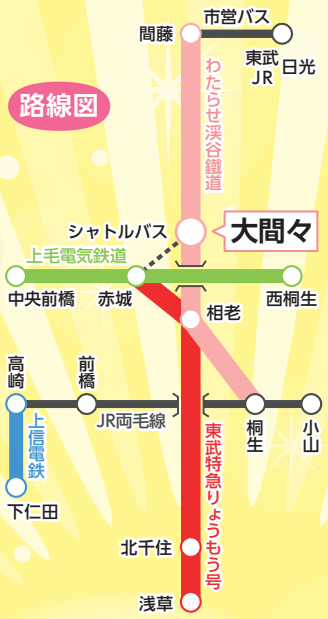 市営バス
間藤
東武
JR
日光
路線図
わたらせ渓谷鐵道
シャトルバス
大間々
上毛電気鉄道
中央前橋
赤城
西桐生
相老
高崎
前橋
JR両毛線
桐生
小山
上信電鉄
東武特急りょうもう号
下仁田
北千住
浅草